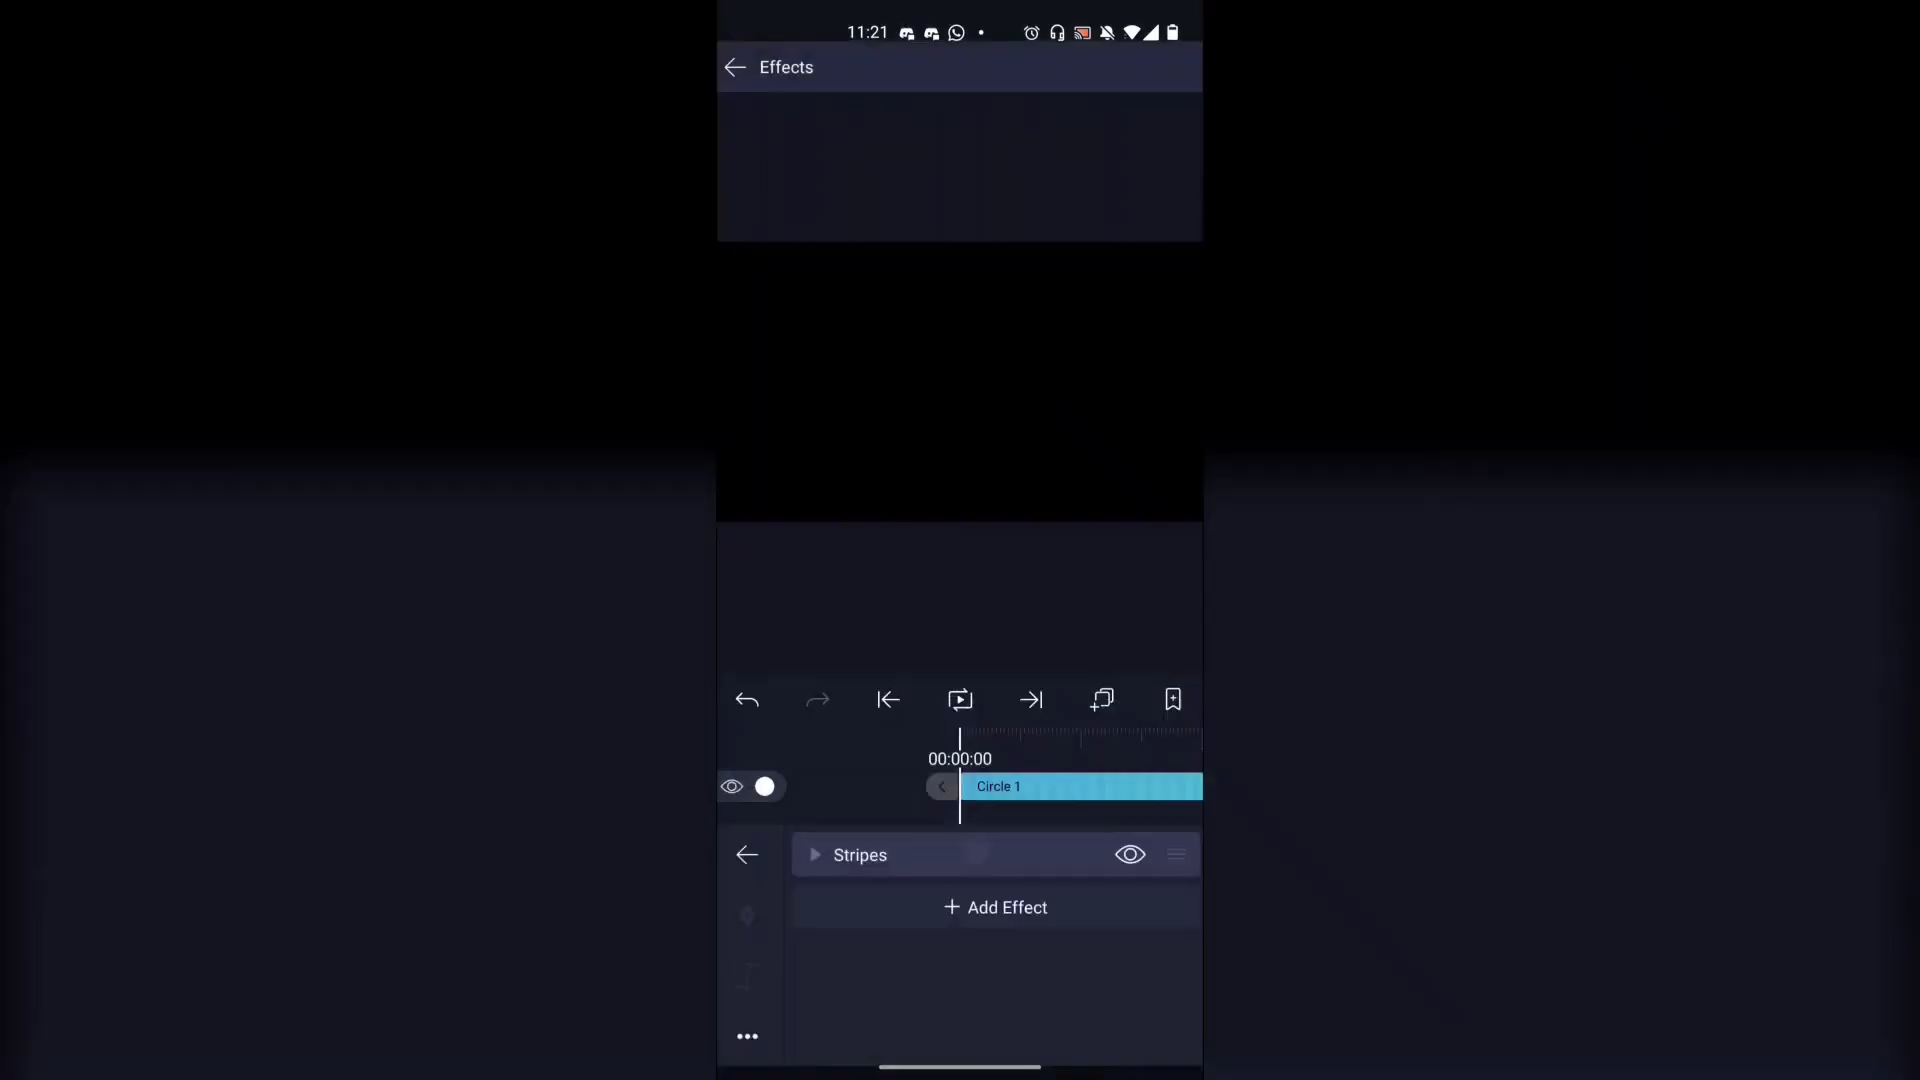 11:21
Effects
00:00:00
Circle 1
Stripes
+ Add Effect